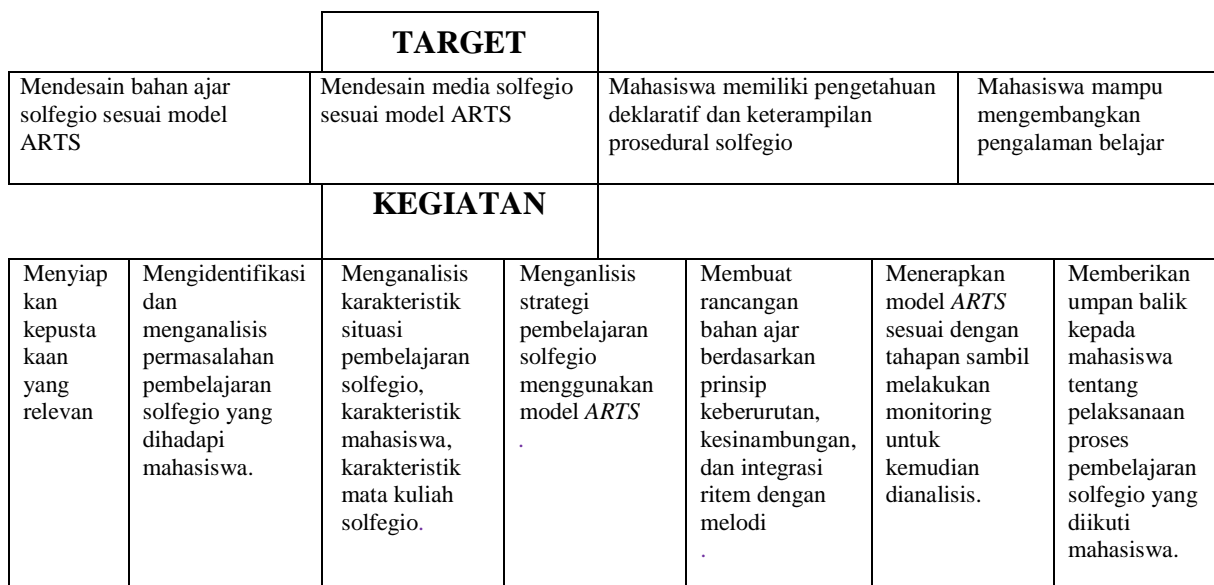 TARGET
Mendesain bahan ajar
solfegio sesuai model
ARTS
Mendesain media solfegio
sesuai model ARTS
Mahasiswa memiliki pengetahuan
deklaratif dan keterampilan
prosedural solfegio
Mahasiswa mampu
mengembangkan
pengalaman belajar
KEGIATAN
Menyiap
kan
kepusta
kaan
yang
relevan
Mengidentifikasi
dan
menganalisis
permasalahan
pembelajaran
solfegio yang
dihadapi
mahasiswa.
Menganalisis
karakteristik
situasi
pembelajaran
solfegio,
karakteristik
mahasiswa,
karakteristik
mata kuliah
solfegio.
Menganlisis
strategi
pembelajaran
solfegio
menggunakan
model ARTS
.
Membuat
rancangan
bahan ajar
berdasarkan
prinsip
keberurutan,
kesinambungan,
dan integrasi
ritem dengan
melodi
.
Menerapkan
model ARTS
sesuai dengan
tahapan sambil
melakukan
monitoring
untuk
kemudian
dianalisis.
Memberikan
umpan balik
kepada
mahasiswa
tentang
pelaksanaan
proses
pembelajaran
solfegio yang
diikuti
mahasiswa.